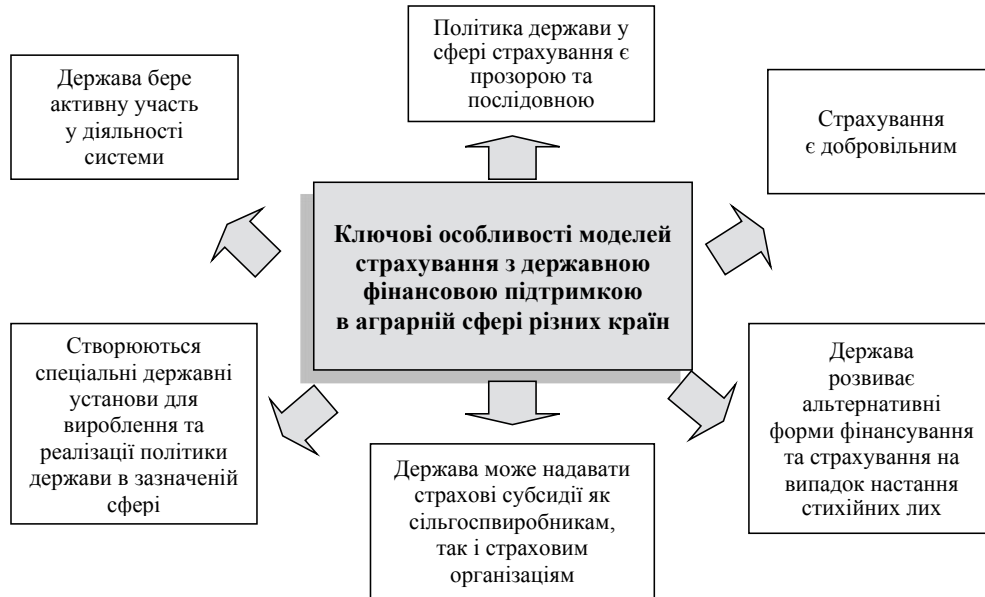 Політика держави у
сфері страхування є
прозорою та
послідовною
Держава бере
активну участь
у діяльності
системи
Страхування
є добровільним
Ключові особливості моделей
страхування з державною
фінансовою підтримкою
в аграрній сфері різних країн
Створюються
спеціальні державні
установи для
вироблення та
реалізації політики
держави в зазначеній
сфері
Держава може надавати
страхові субсидії як
сільгоспвиробникам,
так і страховим
організаціям
Держава
розвиває
альтернативні
форми фінансування
та страхування на
випадок настання
стихійних лих